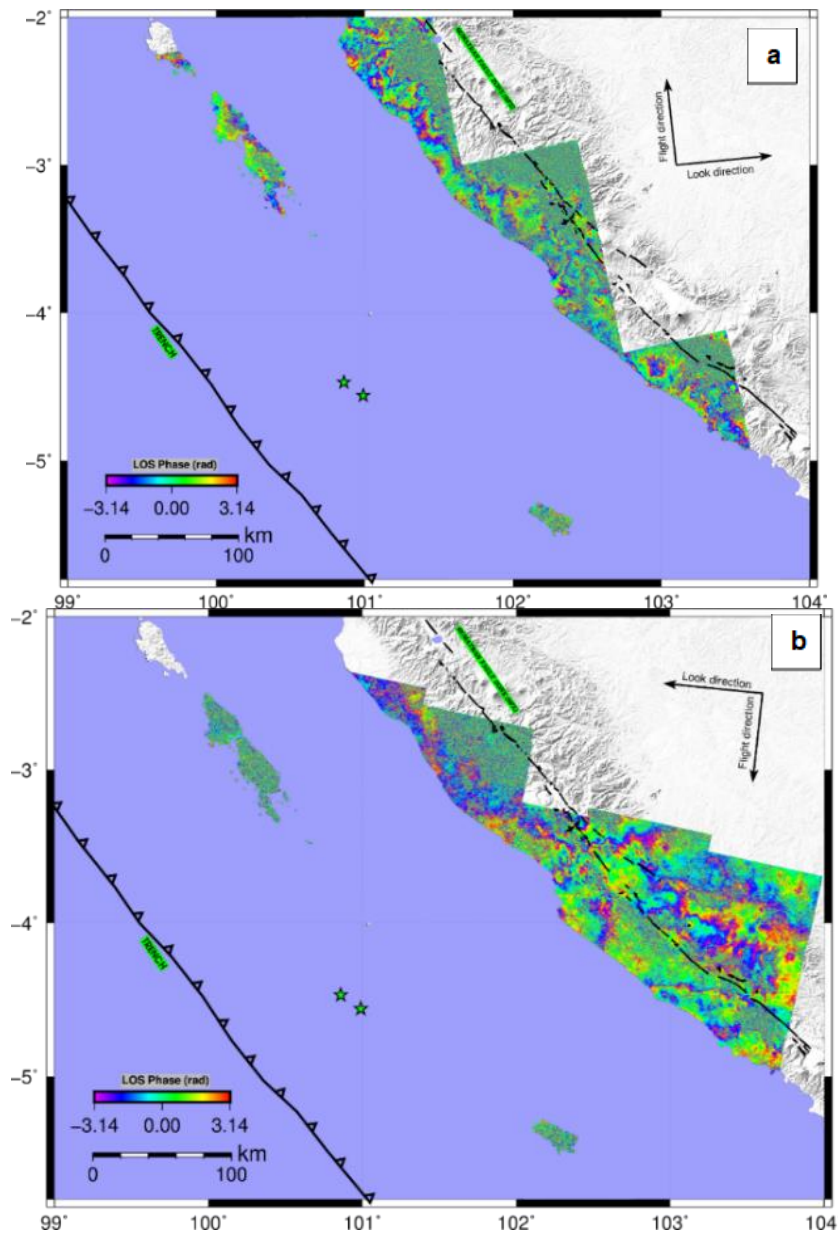 −2˚
a
Flight direction
Look direction
−3˚
−4˚
TRENCH
−5˚
LOS Phase (rad)
−3.14 0.00 3.14
km
0 100
99˚ 100˚ 101˚ 102˚ 103˚ 104˚
−2˚
b
Look direction
Flight direction
−3˚
−4˚
TRENCH
−5˚
LOS Phase (rad)
−3.14 0.00 3.14
km
0 100
99˚ 100˚ 101˚ 102˚ 103˚ 104